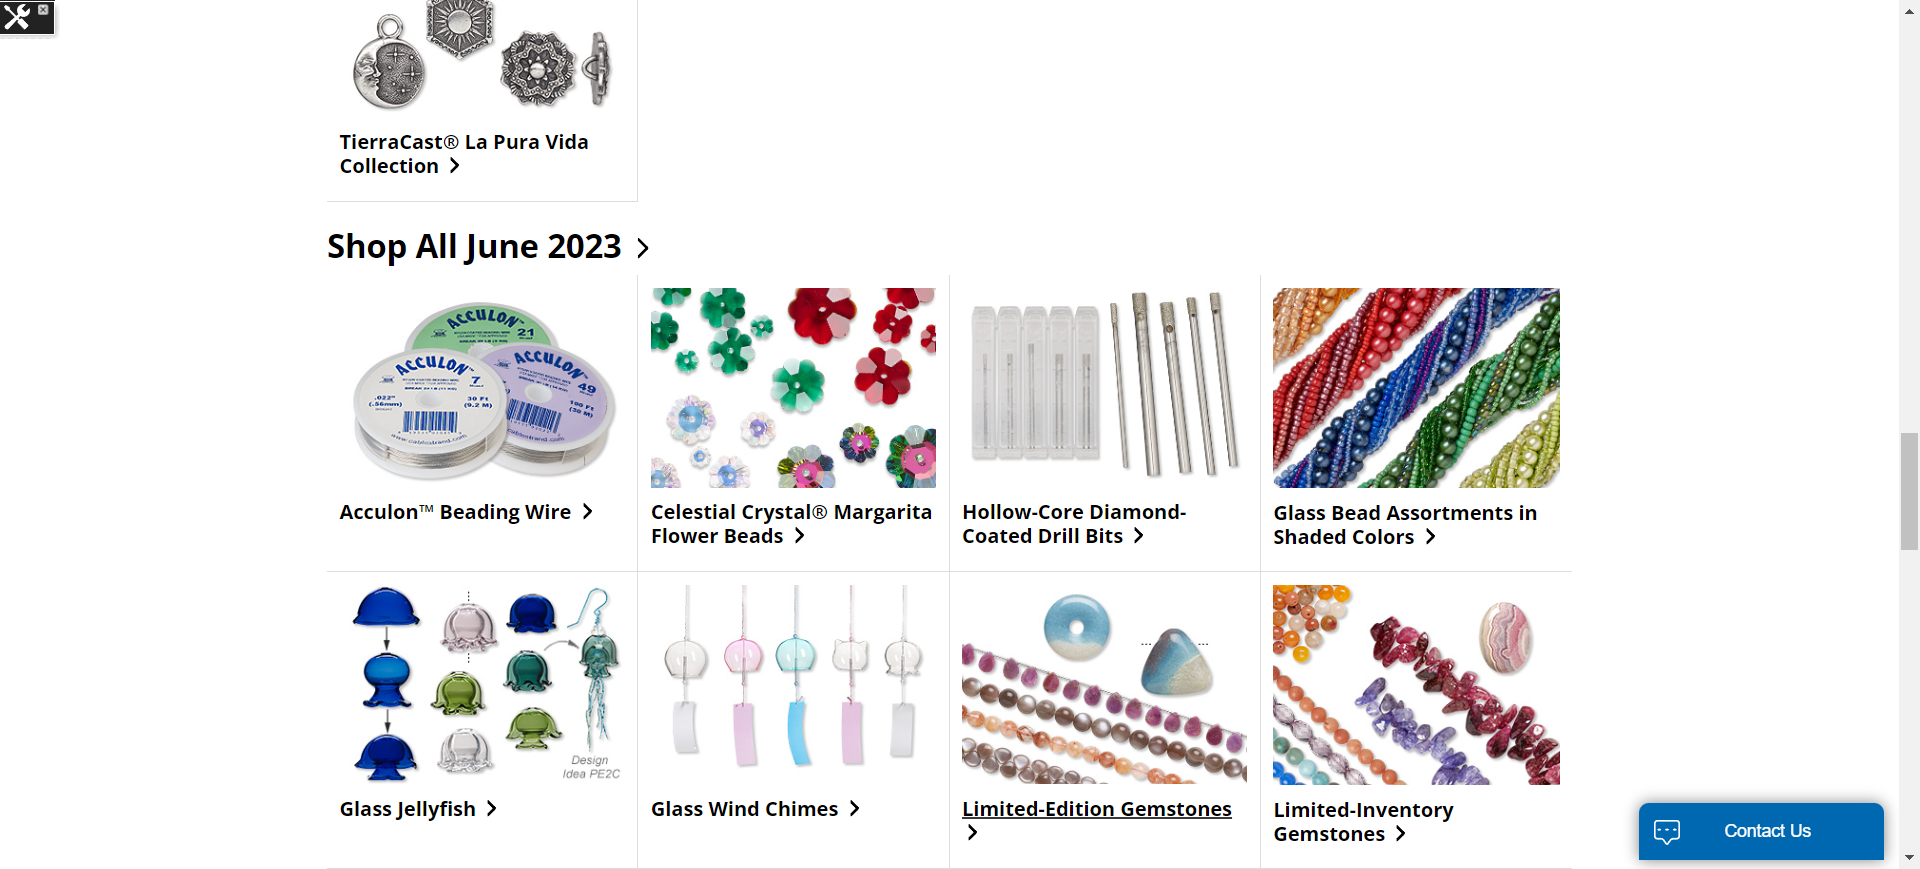 TierraCast® La Pura Vida
Collection
Shop All June 2023
ACCULON™
21
ACCULON™
7
.022"
(.56mm)
30 Ft
(9.2 M)
ACCULON™
49
100 Ft
(30 M)
Acculon™ Beading Wire
Celestial Crystal® Margarita
Flower Beads
Hollow-Core Diamond-
Coated Drill Bits
Glass Bead Assortments in
Shaded Colors
Design
Idea PE2C
Glass Jellyfish
Glass Wind Chimes
Limited-Edition Gemstones
Limited-Inventory
Gemstones
Contact Us